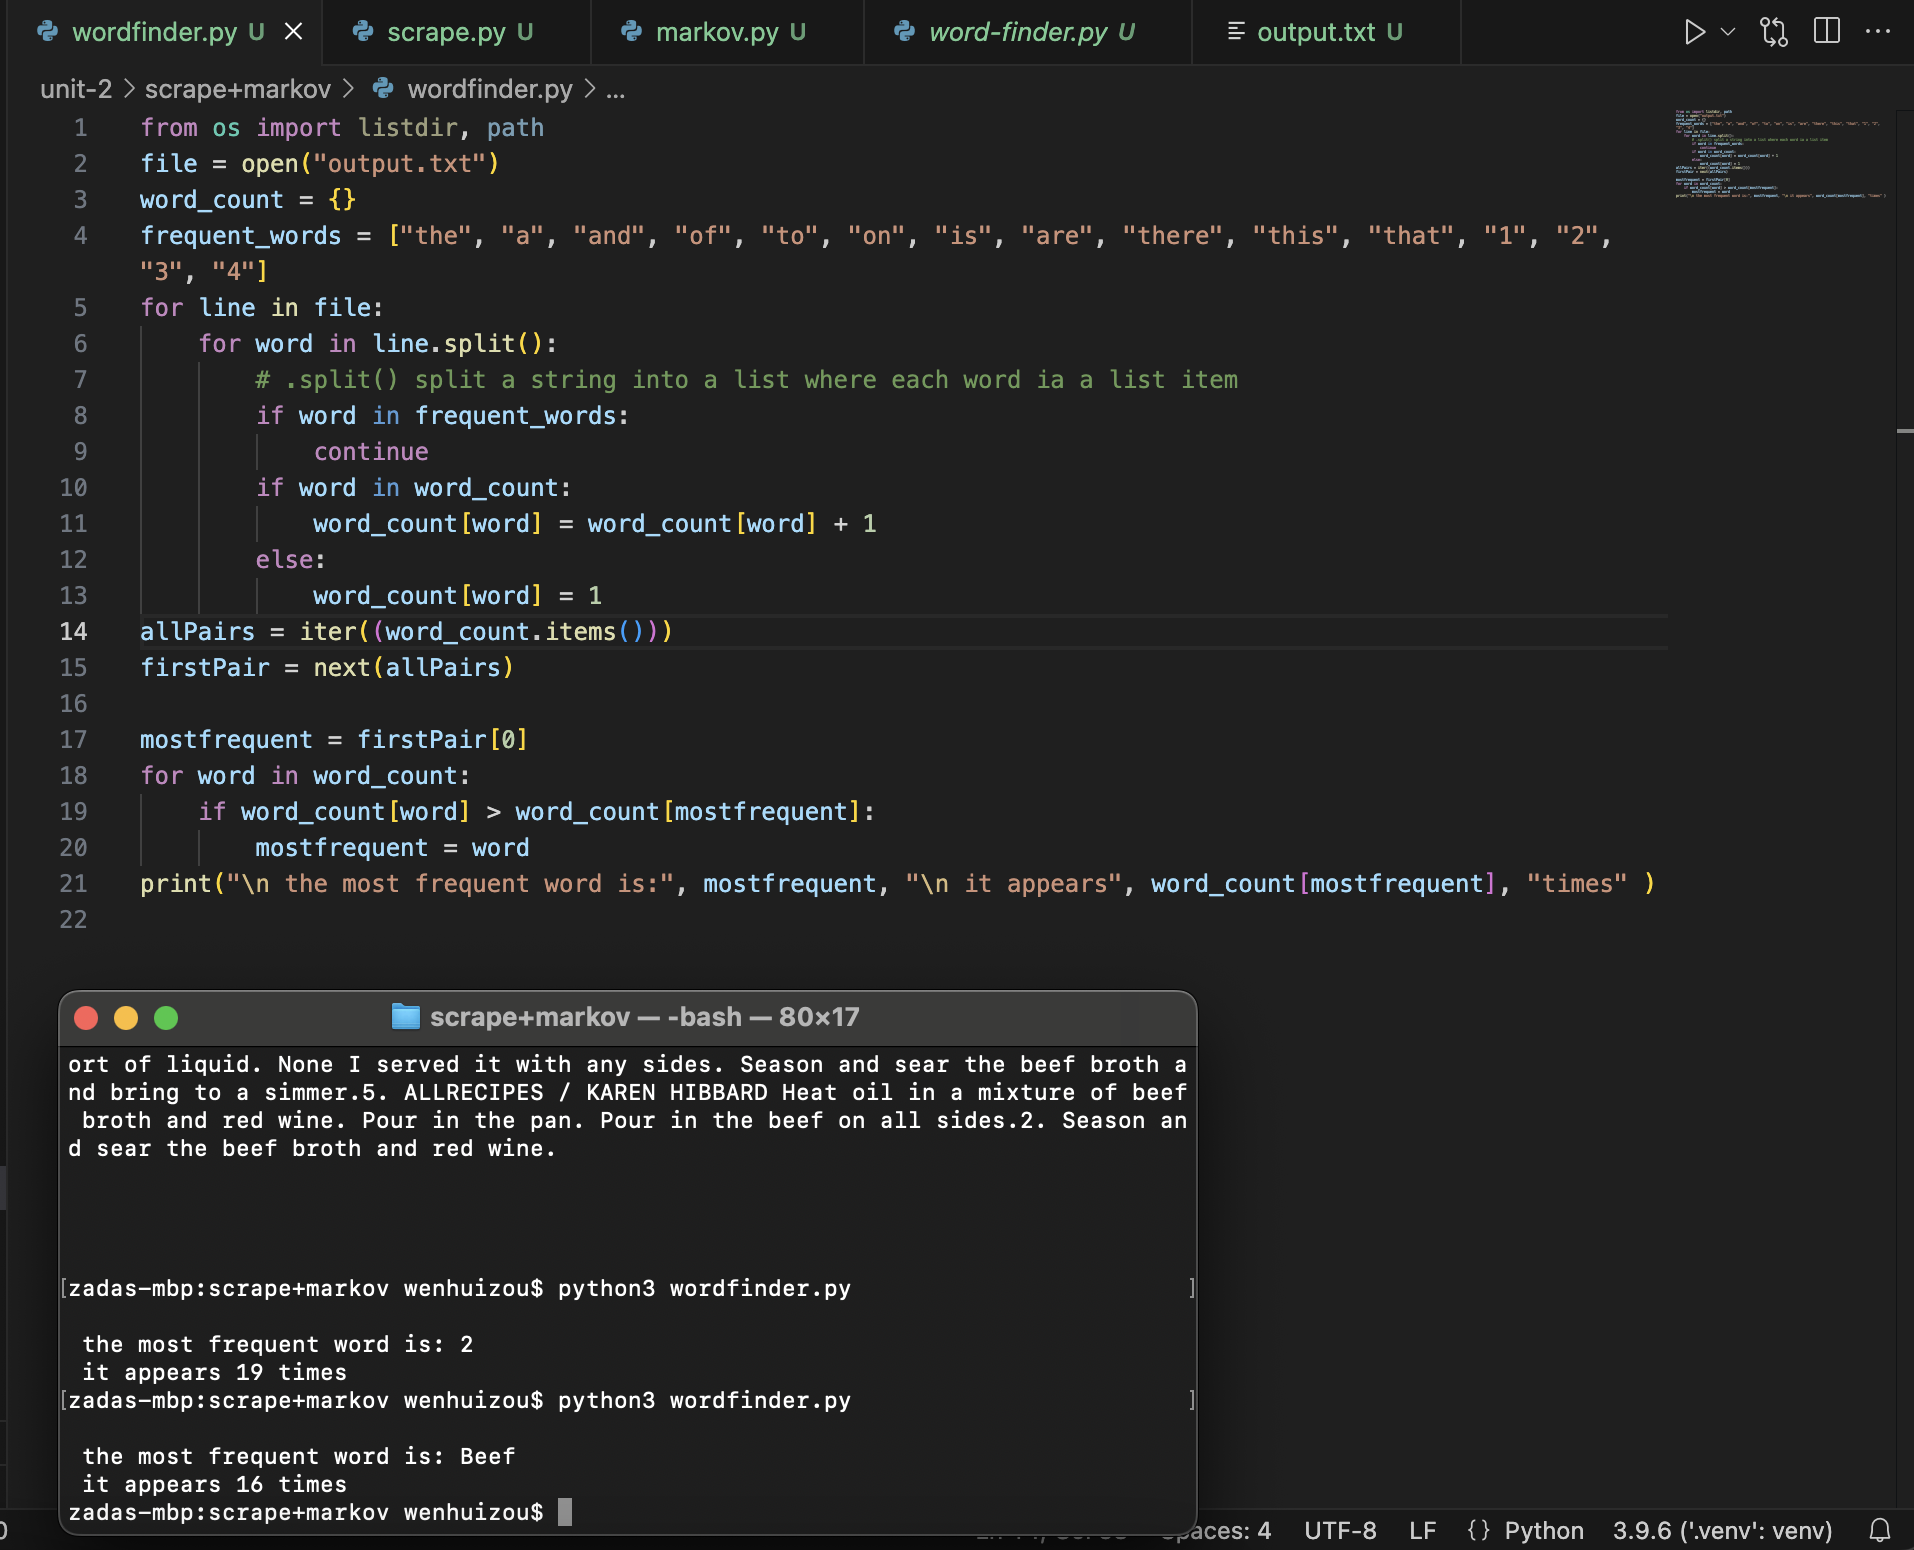 wordfinder.py U
scrape.py U
markov.py U
word-finder.py U
output.txt U
unit-2 > scrape+markov > wordfinder.py > ...
1 from os import listdir, path
2 file = open("output.txt")
3 word_count = {}
4 frequent_words = ["the", "a", "and", "of", "to", "on", "is", "are", "there", "this", "that", "1", "2",
"3", "4"]
5 for line in file:
6 for word in line.split():
7 # .split() split a string into a list where each word ia a list item
8 if word in frequent_words:
9 continue
10 if word in word_count:
11 word_count[word] = word_count[word] + 1
12 else:
13 word_count[word] = 1
14 allPairs = iter((word_count.items()))
15 firstPair = next(allPairs)
16
17 mostfrequent = firstPair[0]
18 for word in word_count:
19 if word_count[word] > word_count[mostfrequent]:
20 mostfrequent = word
21 print("\n the most frequent word is:", mostfrequent, "\n it appears", word_count[mostfrequent], "times" )
22
scrape+markov — -bash — 80×17
ort of liquid. None I served it with any sides. Season and sear the beef broth a
nd bring to a simmer.5. ALLRECIPES / KAREN HIBBARD Heat oil in a mixture of beef
broth and red wine. Pour in the pan. Pour in the beef on all sides.2. Season an
d sear the beef broth and red wine.
[zadas-mbp:scrape+markov wenhuizou$ python3 wordfinder.py ]
the most frequent word is: 2
it appears 19 times
[zadas-mbp:scrape+markov wenhuizou$ python3 wordfinder.py ]
the most frequent word is: Beef
it appears 16 times
zadas-mbp:scrape+markov wenhuizou$
Spaces: 4 UTF-8 LF {} Python 3.9.6 ('.venv': venv)